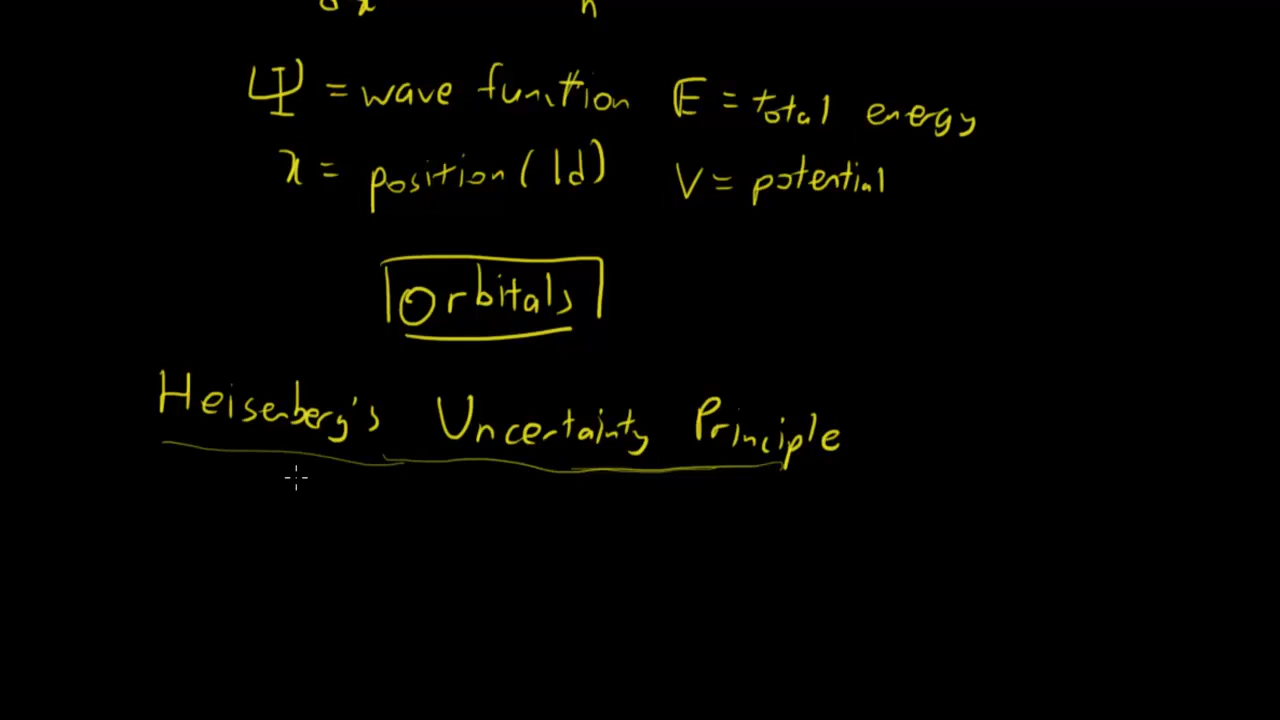 Ψ = wave function E = total energy
x = position (1d) V = potential
Orbitals
Heisenberg's Uncertainty Principle